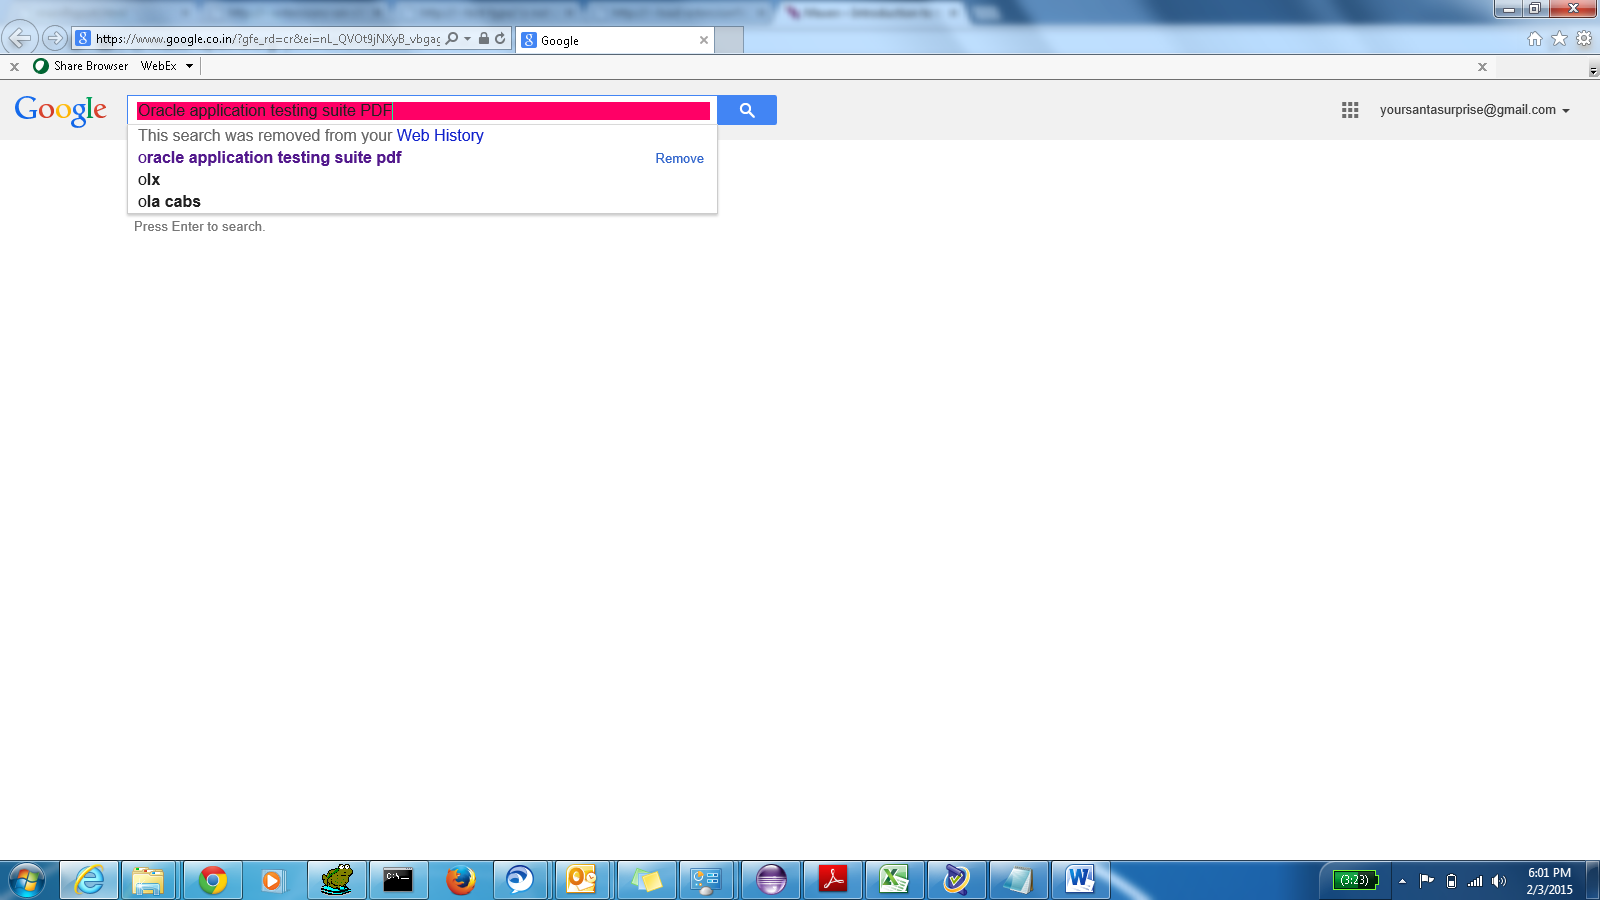 https://www.google.co.in/?gfe_rd=cr&ei=nL_QVOt9jNXyB_vbgag
Google
Share Browser WebEx
Google
Oracle application testing suite PDF
yoursantasurprise@gmail.com
This search was removed from your Web History
oracle application testing suite pdf
Remove
olx
ola cabs
Press Enter to search.
C:\
(3:23)
6:01 PM
2/3/2015